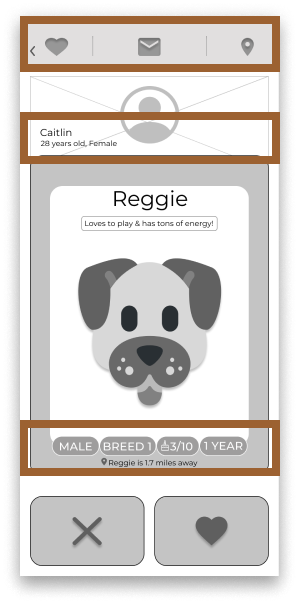 Caitlin
28 years old, Female
Reggie
Loves to play & has tons of energy!
MALE BREED 1 3/10 1 YEAR
Reggie is 1.7 miles away